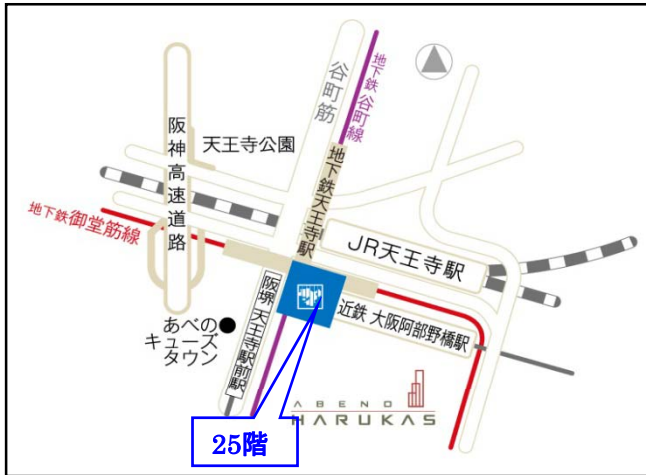 谷町筋
地下鉄 谷町線
阪神高速道路
天王寺公園
地下鉄天王寺駅
地下鉄御堂筋線
JR天王寺駅
近鉄 大阪阿部野橋駅
阪堺 天王寺駅前駅
あべの
キューズ
タウン
ABENO
HARUKAS
25階